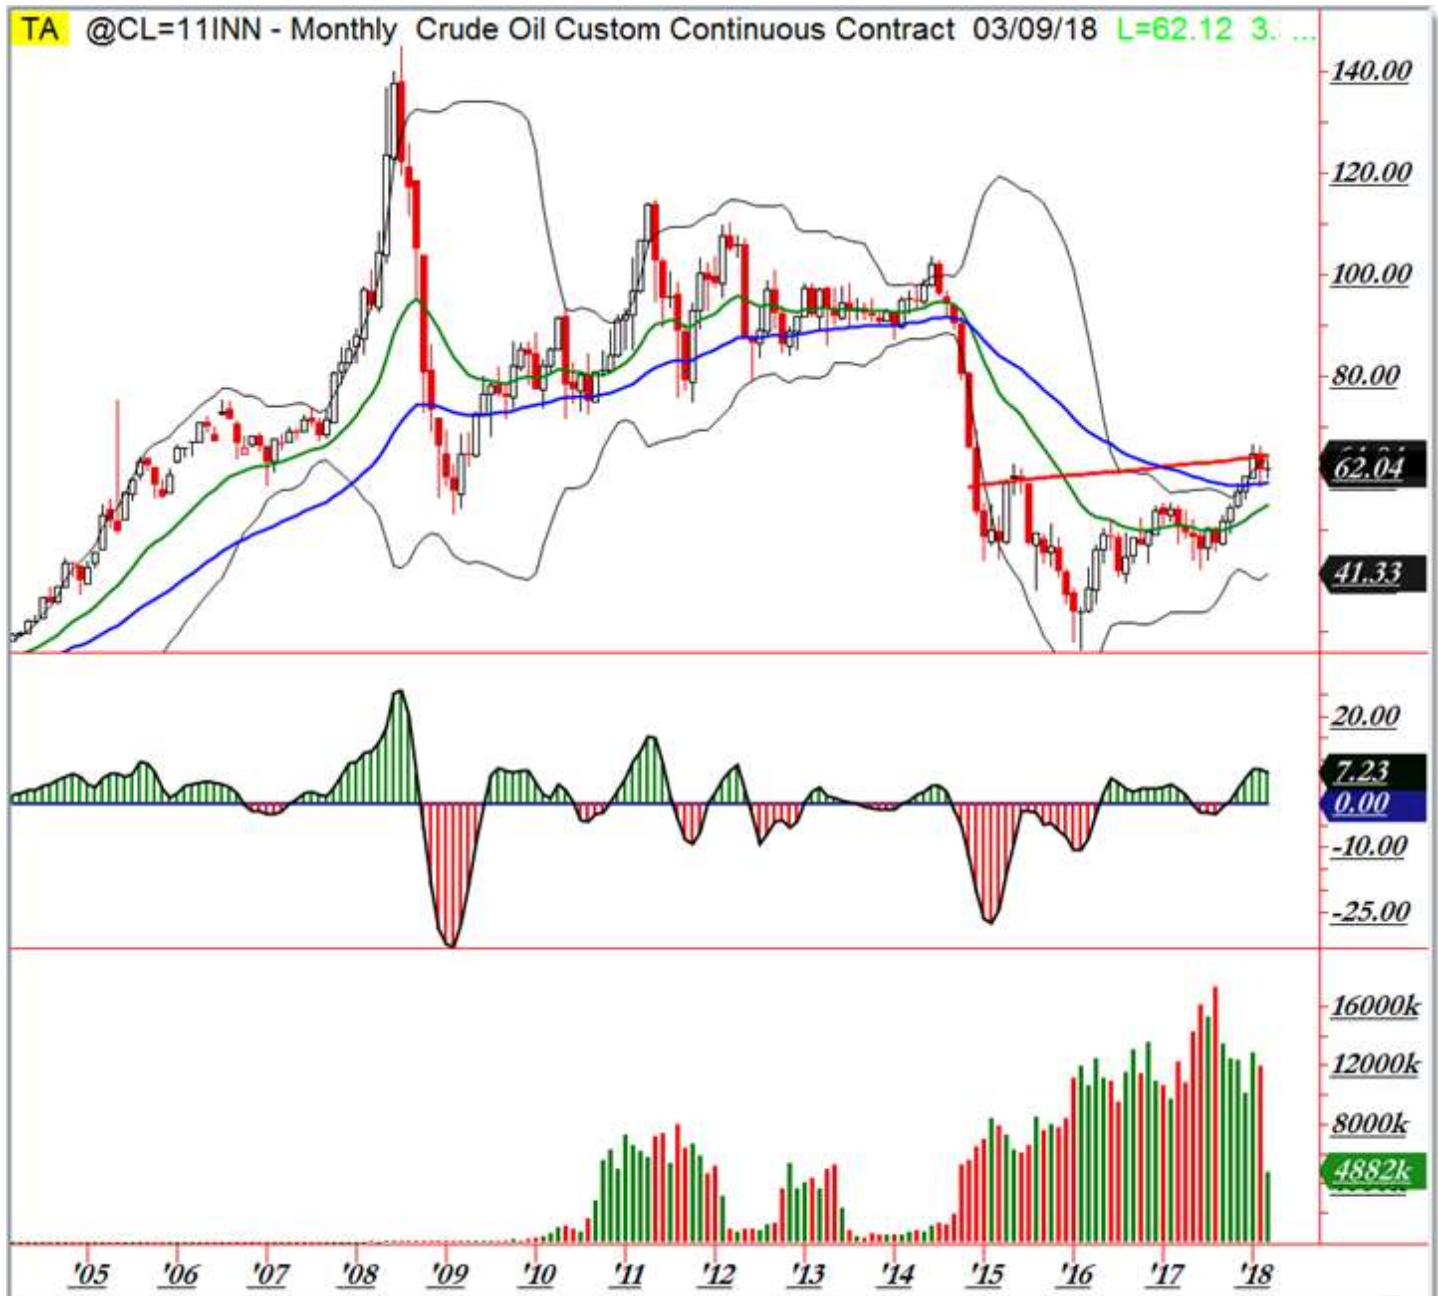 TA @CL=11INN - Monthly Crude Oil Custom Continuous Contract 03/09/18 L=62.12 3.: ...
140.00
120.00
100.00
80.00
62.04
41.33
20.00
7.23
0.00
-10.00
-25.00
16000k
12000k
8000k
4882k
'05 '06 '07 '08 '09 '10 '11 '12 '13 '14 '15 '16 '17 '18